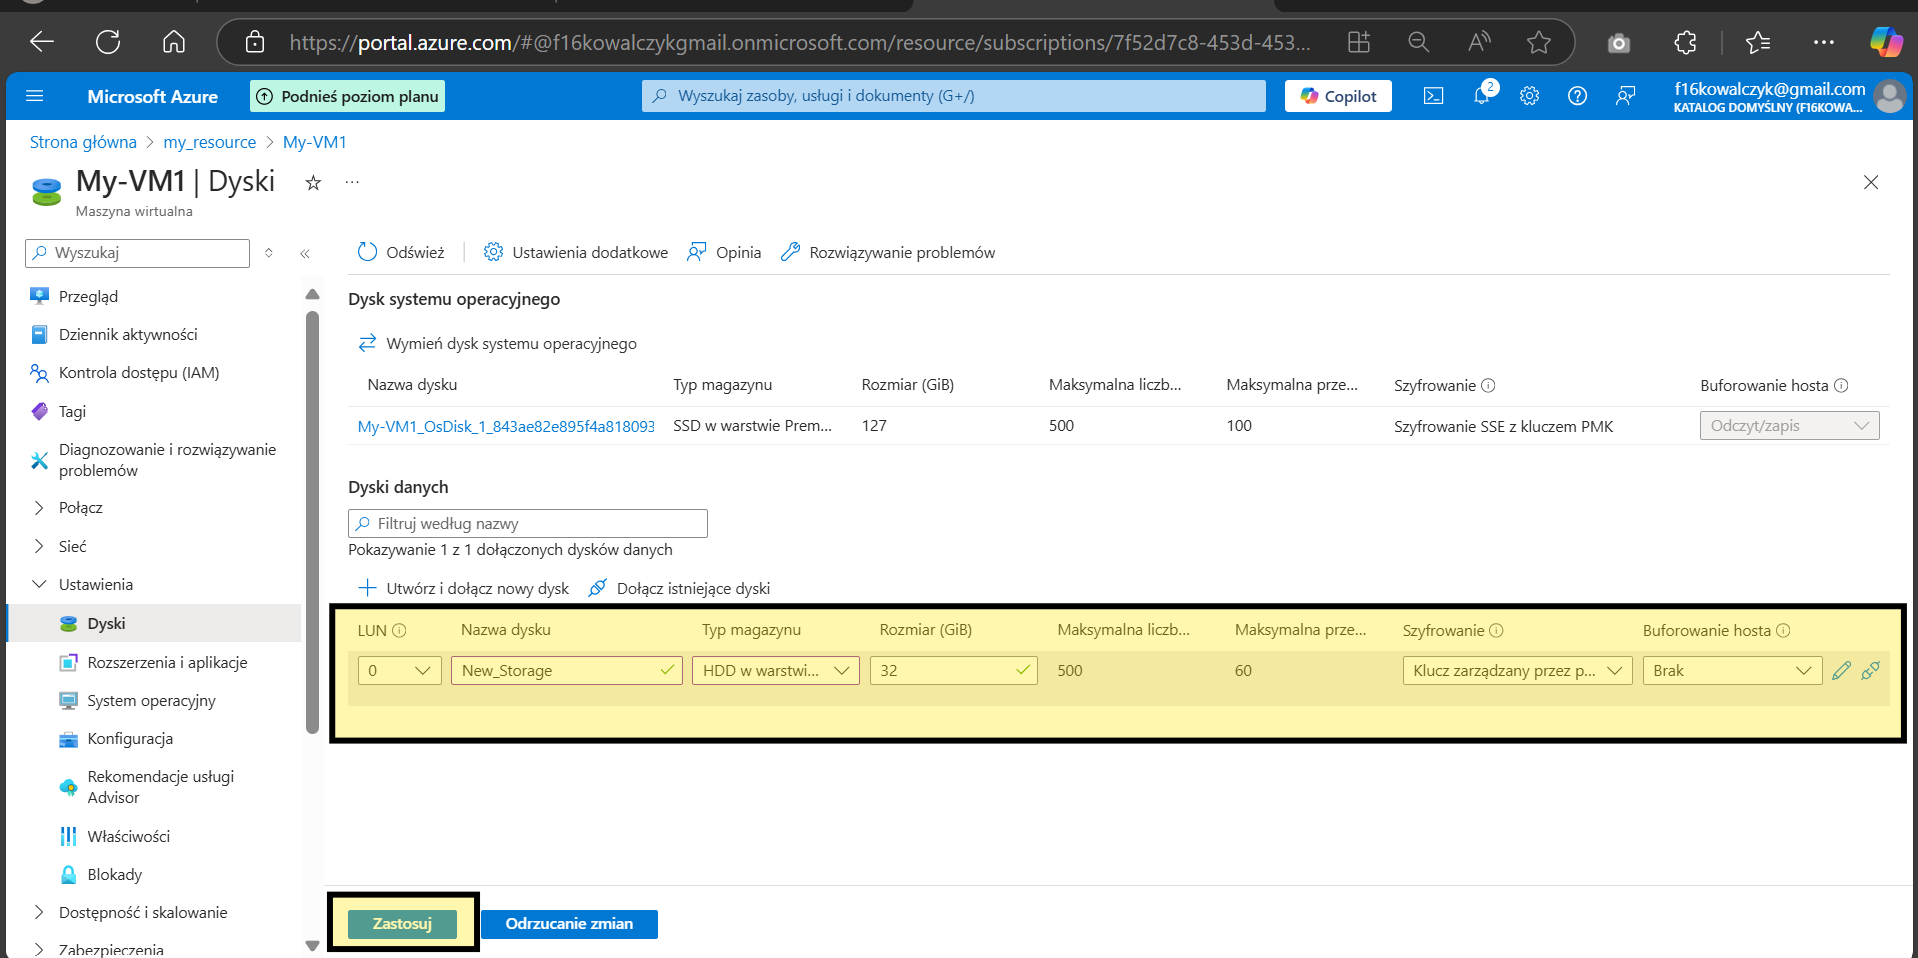 https://portal.azure.com/#@f16kowalczykgmail.onmicrosoft.com/resource/subscriptions/7f52d7c8-453d-453...
Microsoft Azure
Podnieś poziom planu
Wyszukaj zasoby, usługi i dokumenty (G+/)
Copilot
2
f16kowalczyk@gmail.com
KATALOG DOMYŚLNY (F16KOWA...
Strona główna > my_resource > My-VM1
My-VM1 | Dyski
Maszyna wirtualna
Wyszukaj
Odśwież
Ustawienia dodatkowe
Opinia
Rozwiązywanie problemów
Przegląd
Dziennik aktywności
Kontrola dostępu (IAM)
Tagi
Diagnozowanie i rozwiązywanie
problemów
Połącz
Sieć
Ustawienia
Dyski
Rozszerzenia i aplikacje
System operacyjny
Konfiguracja
Rekomendacje usługi
Advisor
Właściwości
Blokady
Dostępność i skalowanie
Zabezpieczenia
Dysk systemu operacyjnego
Wymień dysk systemu operacyjnego
Nazwa dysku Typ magazynu Rozmiar (GiB) Maksymalna liczb... Maksymalna prze... Szyfrowanie Buforowanie hosta
My-VM1_OsDisk_1_843ae82e895f4a818093 SSD w warstwie Prem... 127 500 100 Szyfrowanie SSE z kluczem PMK Odczyt/zapis
Dyski danych
Filtruj według nazwy
Pokazywanie 1 z 1 dołączonych dysków danych
Utwórz i dołącz nowy dysk
Dołącz istniejące dyski
LUN Nazwa dysku Typ magazynu Rozmiar (GiB) Maksymalna liczb... Maksymalna prze... Szyfrowanie Buforowanie hosta
0 New_Storage HDD w warstwi... 32 500 60 Klucz zarządzany przez p... Brak
Zastosuj
Odrzucanie zmian